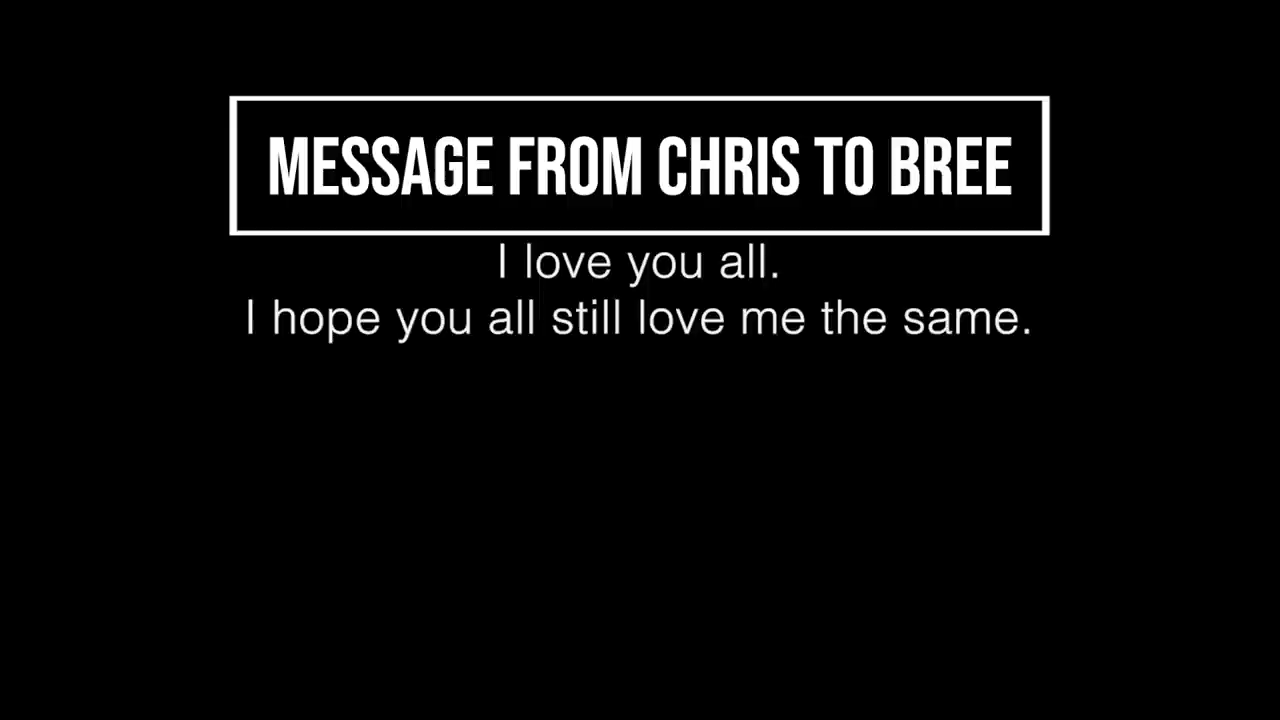 MESSAGE FROM CHRIS TO BREE
I love you all.
I hope you all still love me the same.